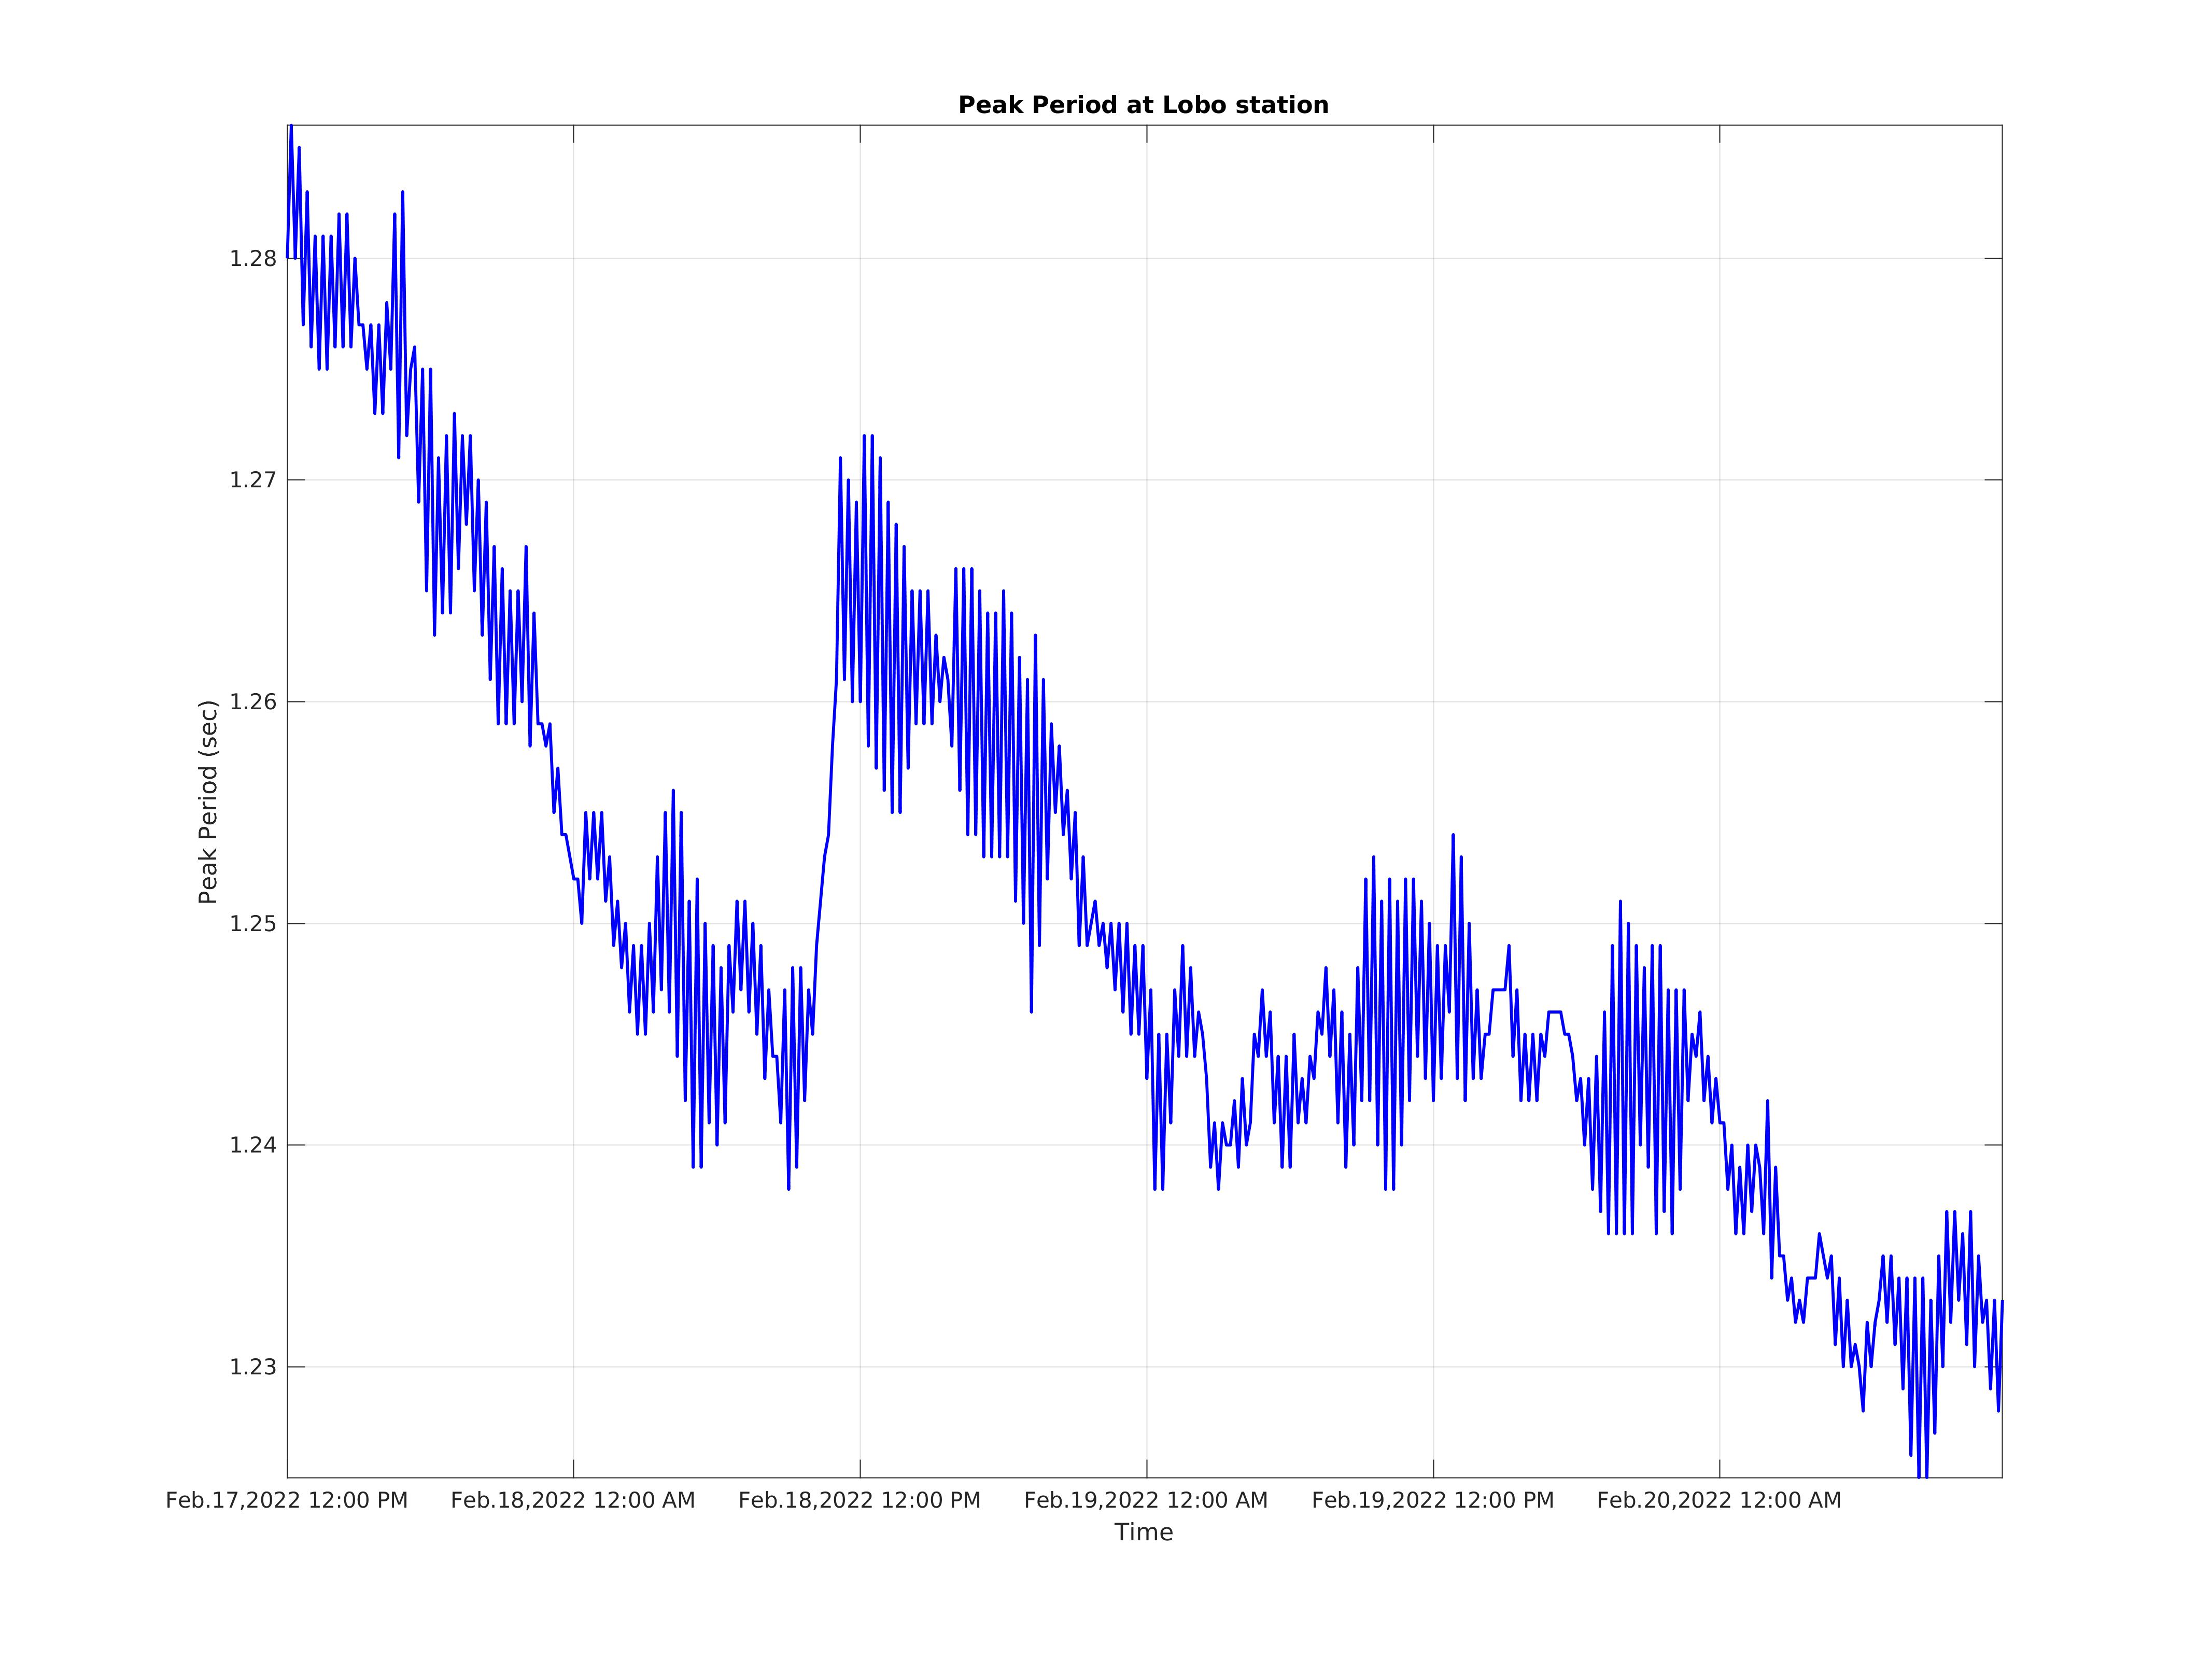 Peak Period at Lobo station
Peak Period (sec)
1.28
1.27
1.26
1.25
1.24
1.23
Feb.17,2022 12:00 PM
Feb.18,2022 12:00 AM
Feb.18,2022 12:00 PM
Feb.19,2022 12:00 AM
Feb.19,2022 12:00 PM
Feb.20,2022 12:00 AM
Time